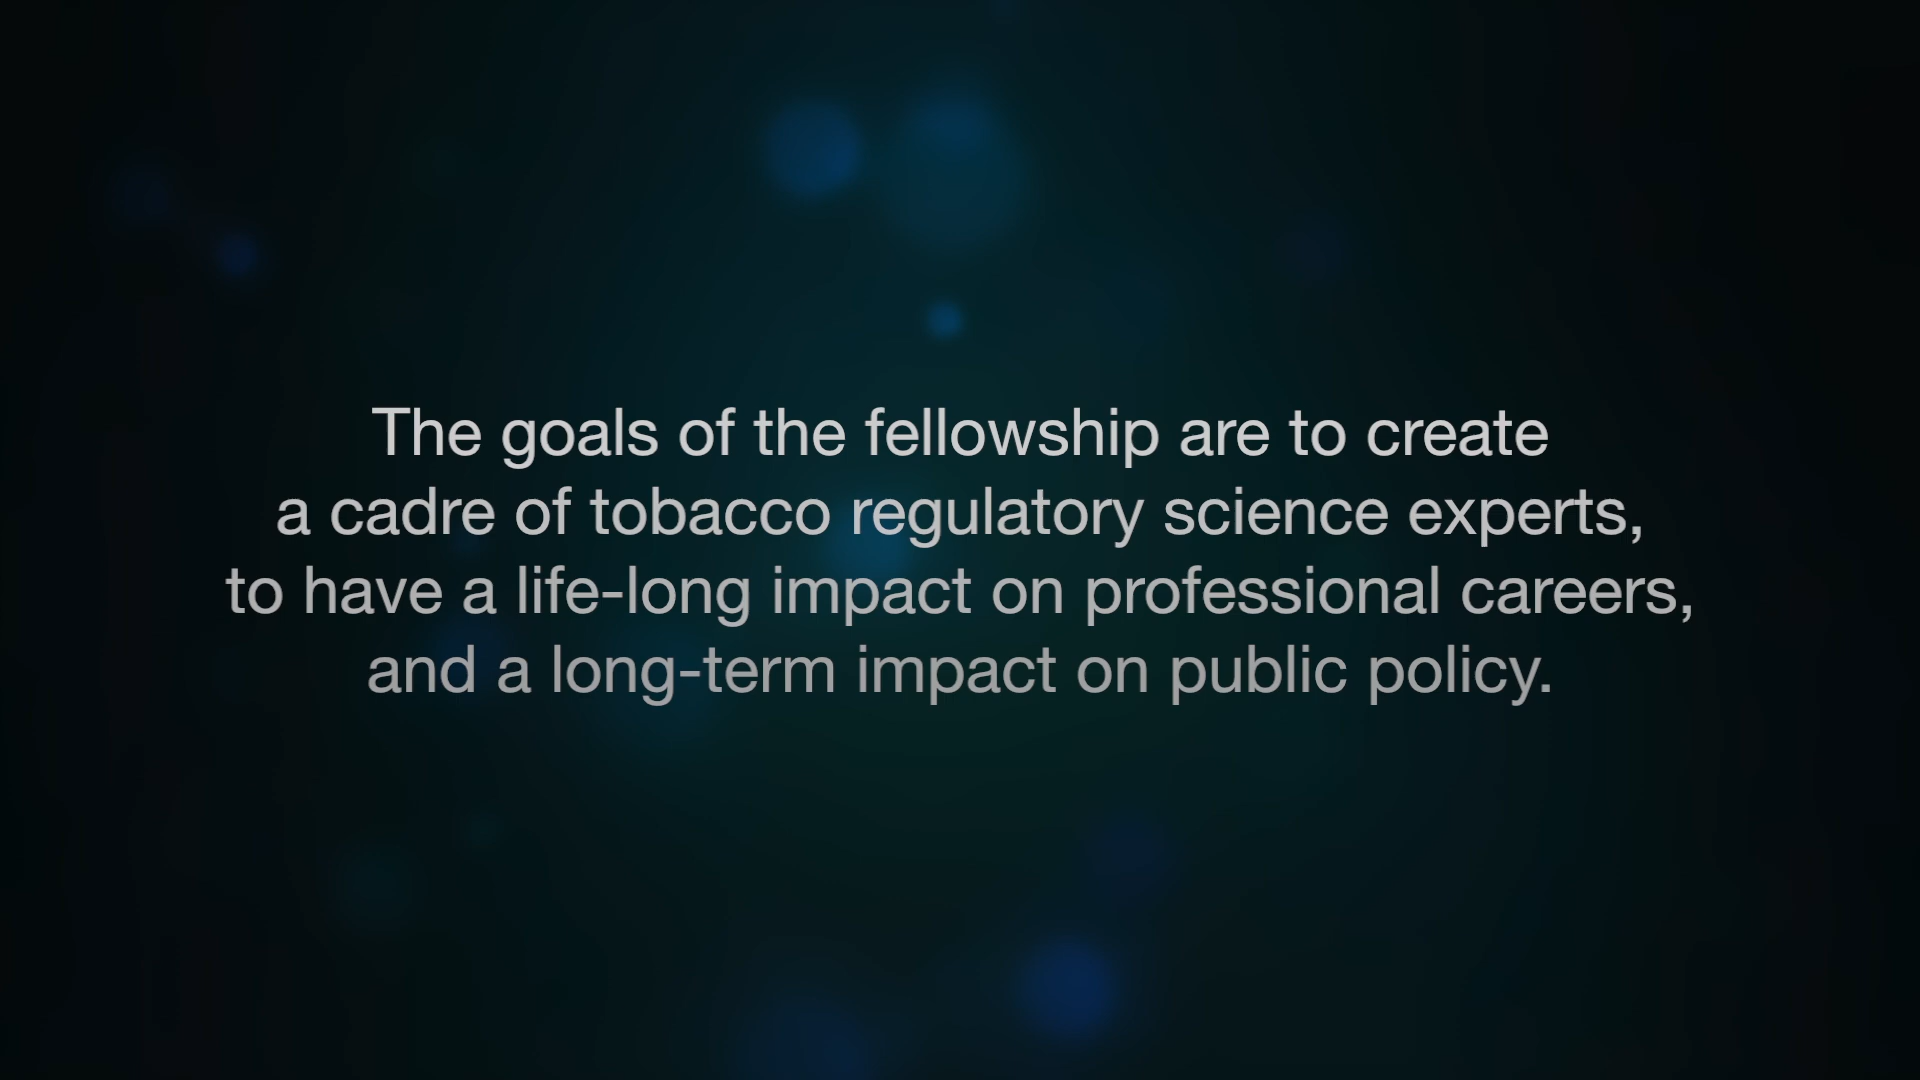 The goals of the fellowship are to create
a cadre of tobacco regulatory science experts,
to have a life-long impact on professional careers,
and a long-term impact on public policy.